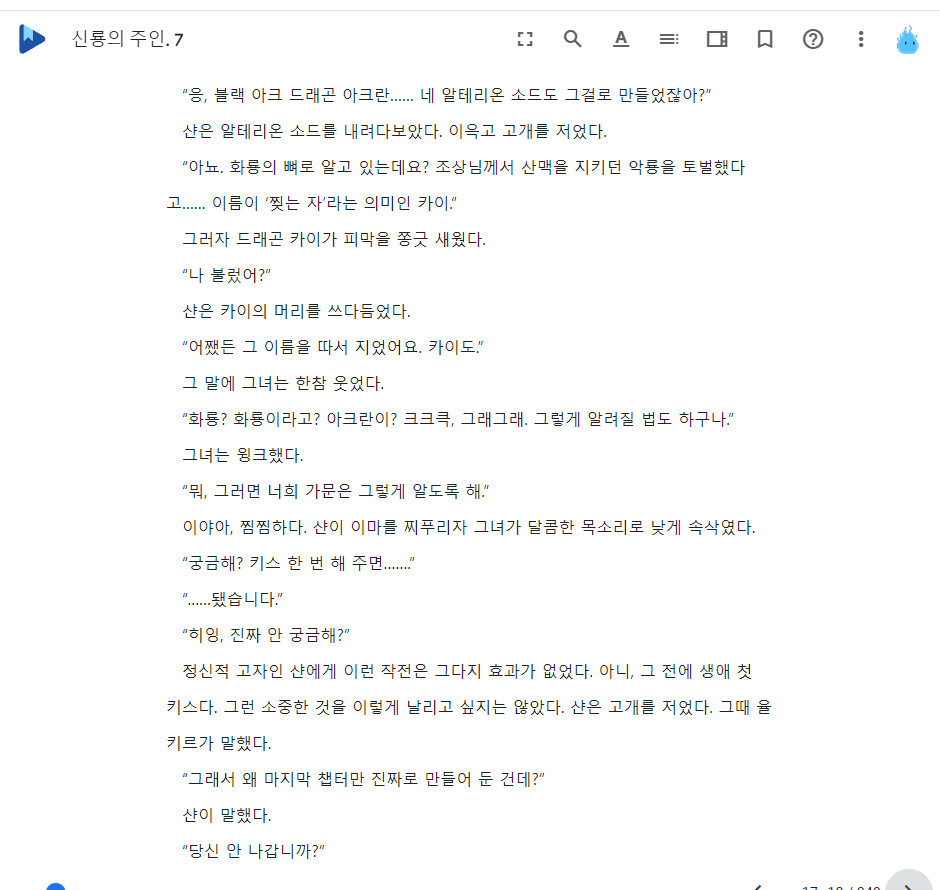 신룡의 주인. 7
“응, 블랙 아크 드래곤 아크란...... 네 알테리온 소드도 그걸로 만들었잖아?”
샨은 알테리온 소드를 내려다보았다. 이윽고 고개를 저었다.
“아뇨. 화룡의 뼈로 알고 있는데요? 조상님께서 산맥을 지키던 악룡을 토벌했다
고...... 이름이 ‘찢는 자’라는 의미인 카이.”
그러자 드래곤 카이가 피막을 쫑긋 세웠다.
“나 불렀어?”
샨은 카이의 머리를 쓰다듬었다.
“어쨌든 그 이름을 따서 지었어요. 카이도.”
그 말에 그녀는 한참 웃었다.
“화룡? 화룡이라고? 아크란이? 크크큭, 그래그래. 그렇게 알려질 법도 하구나.”
그녀는 윙크했다.
“뭐, 그러면 너희 가문은 그렇게 알도록 해.”
이야아, 찜찜하다. 샨이 이마를 찌푸리자 그녀가 달콤한 목소리로 낮게 속삭였다.
“궁금해? 키스 한 번 해 주면.......”
“......됐습니다.”
“히잉, 진짜 안 궁금해?”
정신적 고자인 샨에게 이런 작전은 그다지 효과가 없었다. 아니, 그 전에 생애 첫
키스다. 그런 소중한 것을 이렇게 날리고 싶지는 않았다. 샨은 고개를 저었다. 그때 율
키르가 말했다.
“그래서 왜 마지막 챕터만 진짜로 만들어 둔 건데?”
샨이 말했다.
“당신 안 나갑니까?”